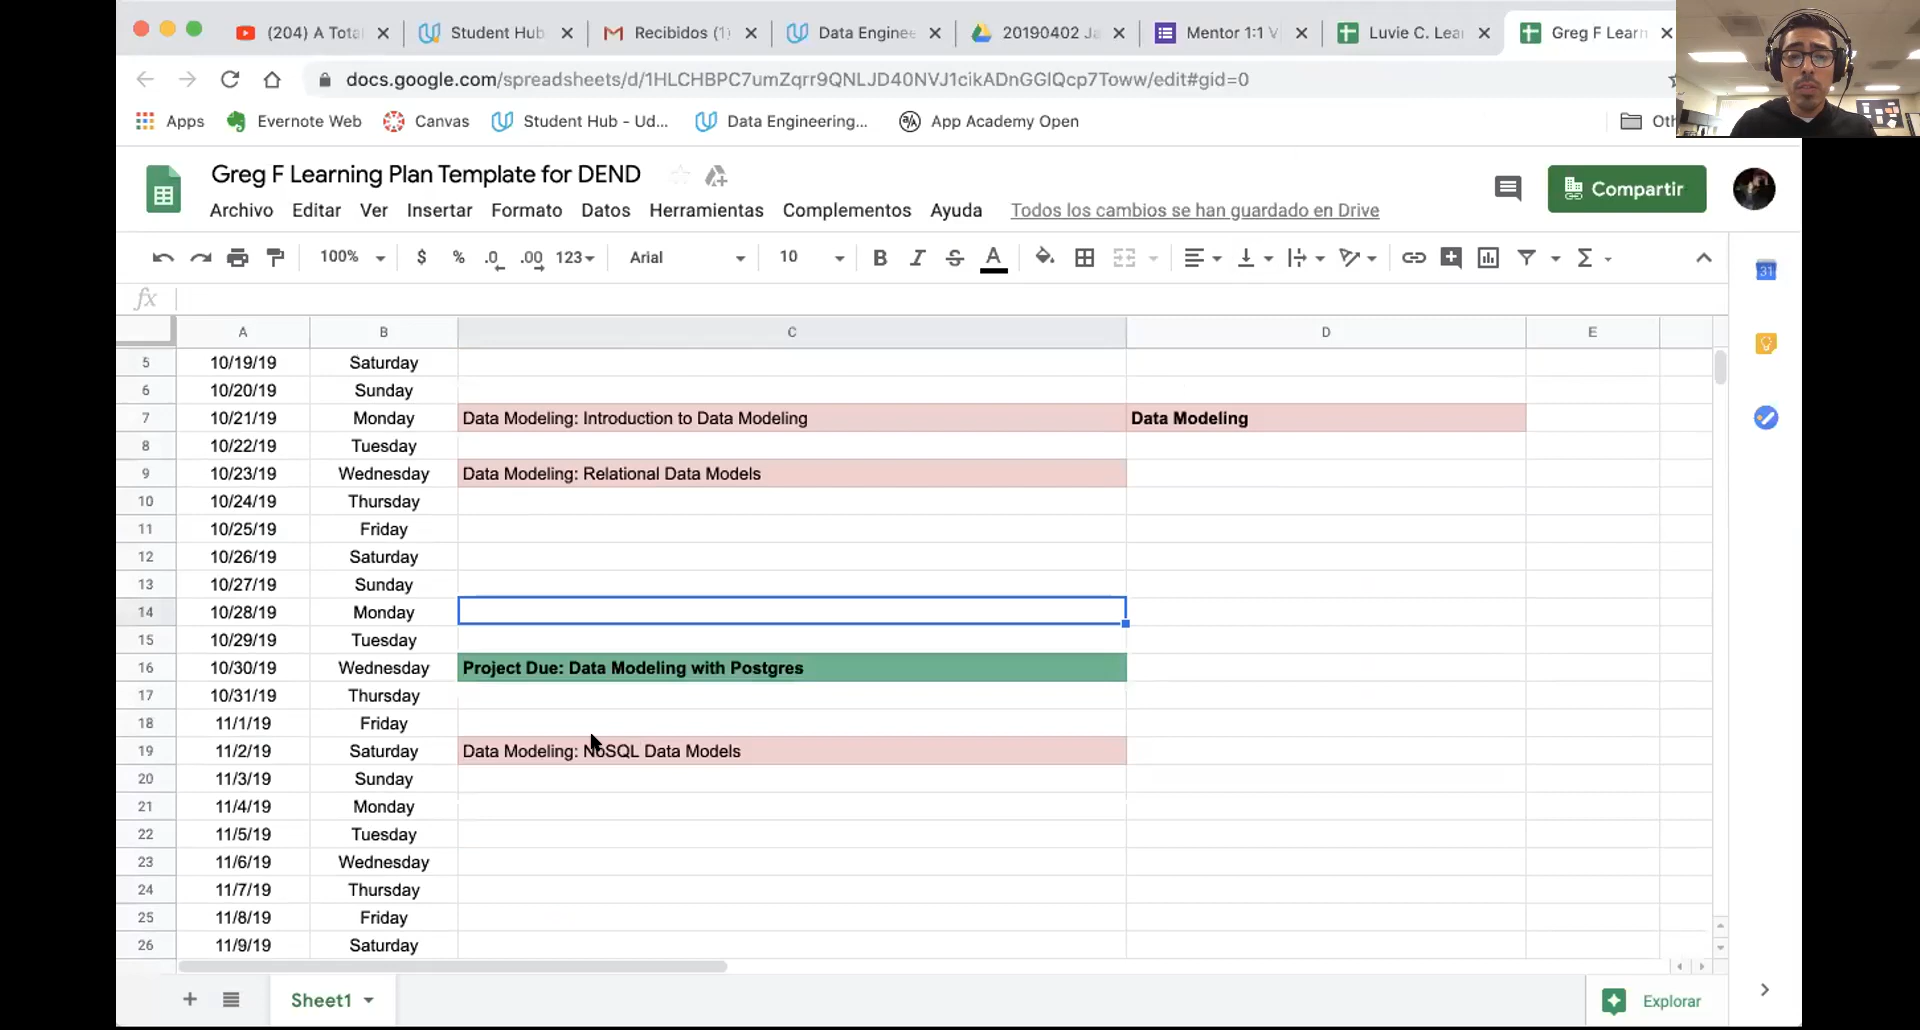 (204) A Tota
Student Hub
Recibidos (1)
Data Enginee
20190402 Ja
Mentor 1:1 V
Luvie C. Lea
Greg F Learn
docs.google.com/spreadsheets/d/1HLCHBPC7umZqrr9QNLJD40NVJ1cikADnGGlQcp7Toww/edit#gid=0
Apps
Evernote Web
Canvas
Student Hub - Ud...
Data Engineering...
App Academy Open
Greg F Learning Plan Template for DEND
Compartir
Archivo Editar Ver Insertar Formato Datos Herramientas Complementos Ayuda
Todos los cambios se han guardado en Drive
100% $ % .0 .00 123 Arial 10 B I S A Σ
31
fx
A B C D E
5 10/19/19 Saturday
6 10/20/19 Sunday
7 10/21/19 Monday Data Modeling: Introduction to Data Modeling Data Modeling
8 10/22/19 Tuesday
9 10/23/19 Wednesday Data Modeling: Relational Data Models
10 10/24/19 Thursday
11 10/25/19 Friday
12 10/26/19 Saturday
13 10/27/19 Sunday
14 10/28/19 Monday
15 10/29/19 Tuesday
16 10/30/19 Wednesday Project Due: Data Modeling with Postgres
17 10/31/19 Thursday
18 11/1/19 Friday
19 11/2/19 Saturday Data Modeling: NoSQL Data Models
20 11/3/19 Sunday
21 11/4/19 Monday
22 11/5/19 Tuesday
23 11/6/19 Wednesday
24 11/7/19 Thursday
25 11/8/19 Friday
26 11/9/19 Saturday
Sheet1
Explorar